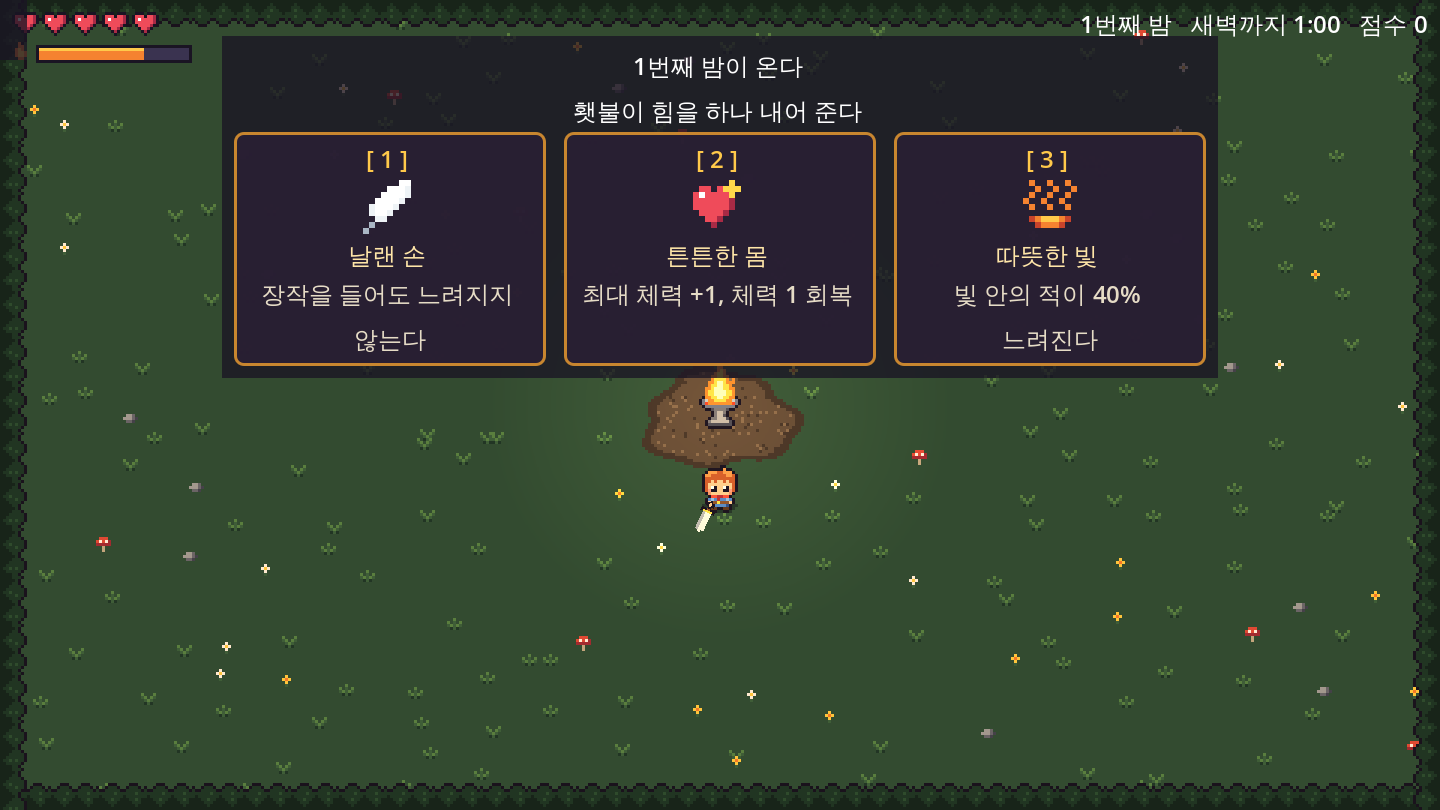 1번째 밤 새벽까지 1:00 점수 0
1번째 밤이 온다
횃불이 힘을 하나 내어 준다
[ 1 ]
날랜 손
장작을 들어도 느려지지
않는다
[ 2 ]
튼튼한 몸
최대 체력 +1, 체력 1 회복
[ 3 ]
따뜻한 빛
빛 안의 적이 40%
느려진다